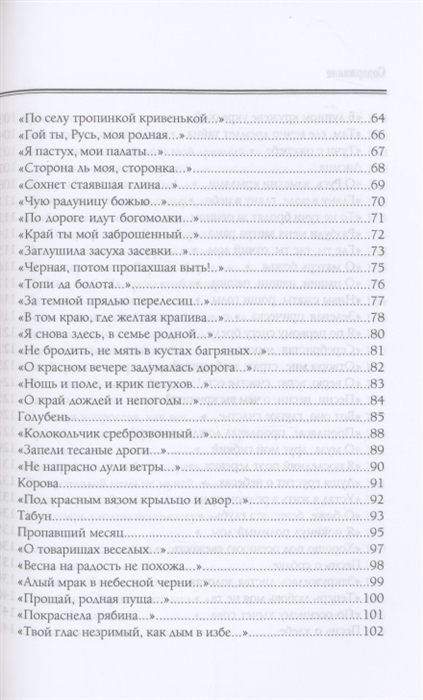 «По селу тропинкой кривенькой...» 64
«Гой ты, Русь, моя родная...» 66
«Я пастух, мои палаты...» 67
«Сторона ль моя, сторонка...» 68
«Сохнет стаявшая глина...» 69
«Чую радуницу божью...» 70
«По дороге идут богомолки...» 71
«Край ты мой заброшенный...» 72
«Заглушила засуха засевки...» 73
«Черная, потом пропахшая выть!..» 75
«Топи да болота...» 76
«За темной прядью перелесиц...» 77
«В том краю, где желтая крапива...» 78
«Я снова здесь, в семье родной...» 80
«Не бродить, не мять в кустах багряных...» 81
«О красном вечере задумалась дорога...» 82
«Нощь и поле, и крик петухов...» 83
«О край дождей и непогоды...» 84
Голубень 85
«Колокольчик среброзвонный...» 88
«Запели тесаные дроги...» 89
«Не напрасно дули ветры...» 90
Корова 91
«Под красным вязом крыльцо и двор...» 92
Табун 93
Пропавший месяц 95
«О товарищах веселых...» 97
«Весна на радость не похожа...» 98
«Алый мрак в небесной черни...» 99
«Прощай, родная пуща...» 100
«Покраснела рябина...» 101
«Твой глас незримый, как дым в избе...» 102